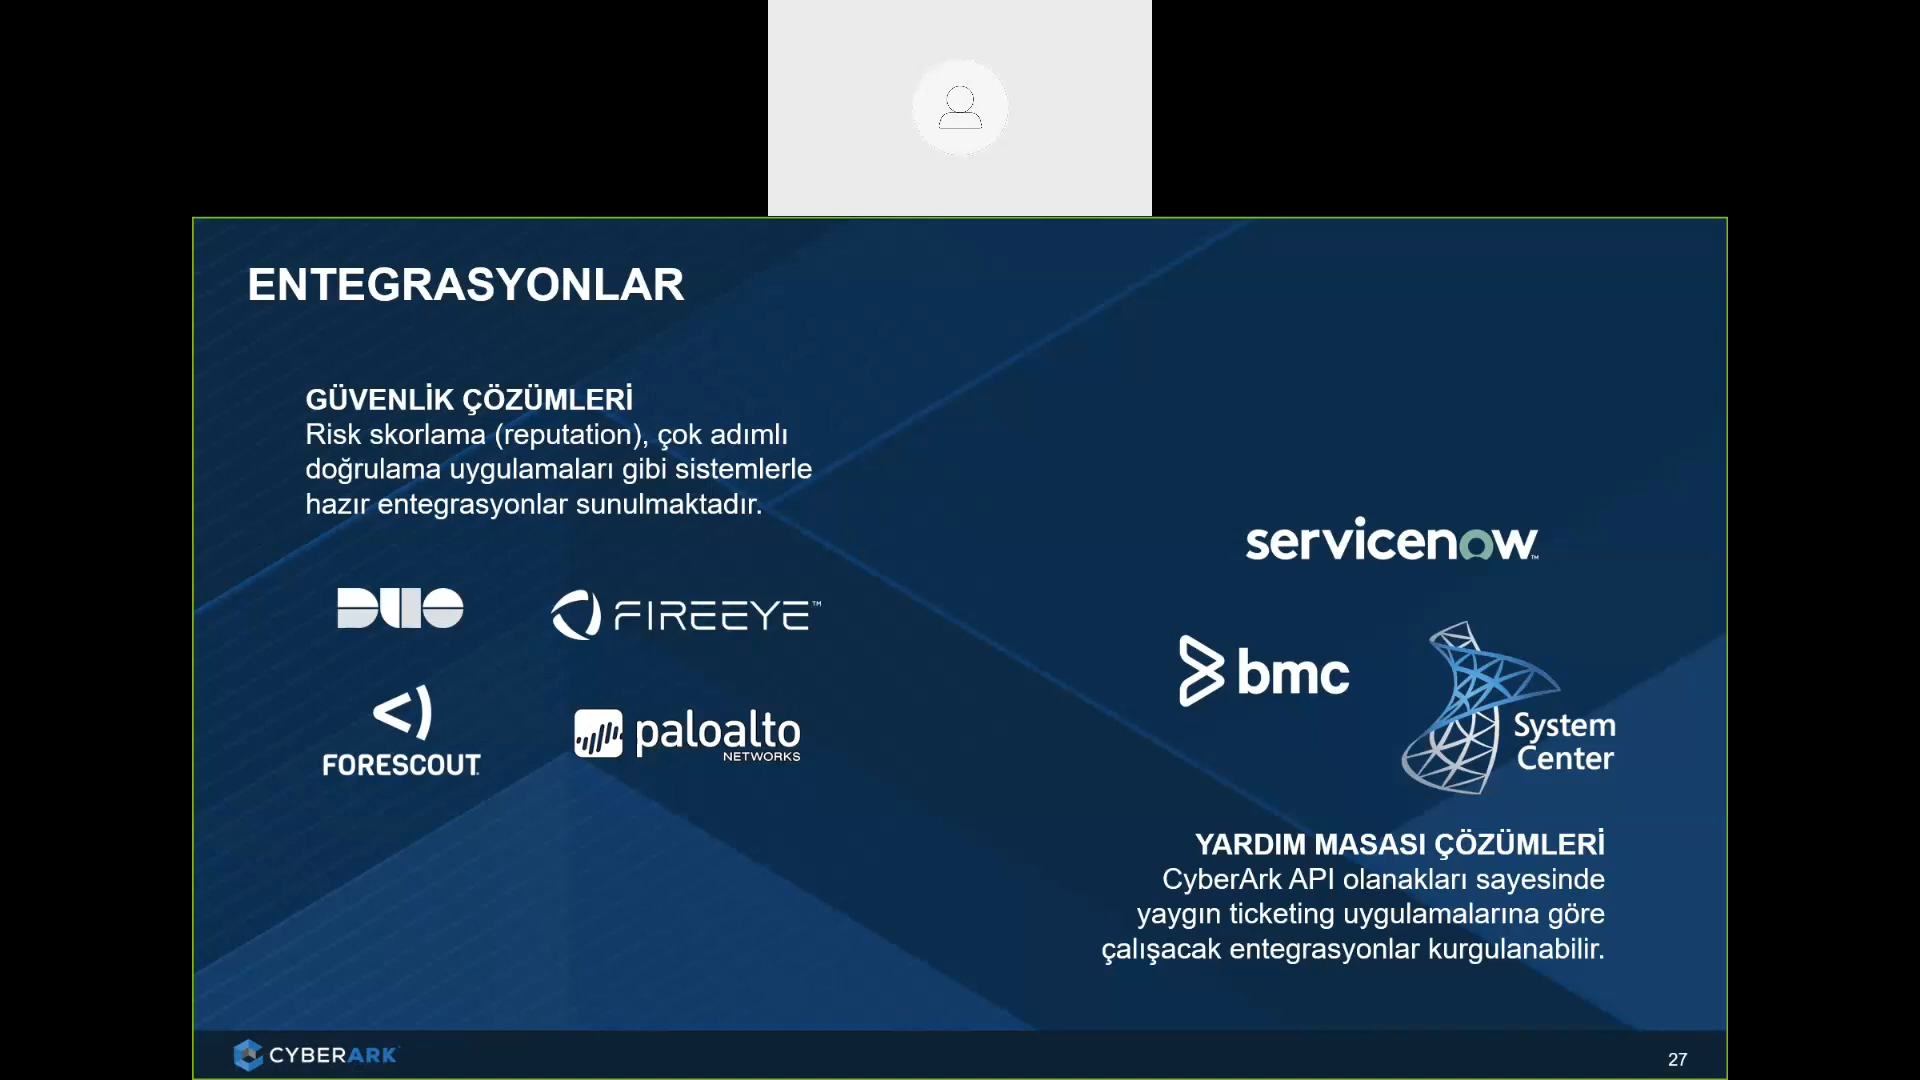 ENTEGRASYONLAR
GÜVENLİK ÇÖZÜMLERİ
Risk skorlama (reputation), çok adımlı
doğrulama uygulamaları gibi sistemlerle
hazır entegrasyonlar sunulmaktadır.
DUO
FIREEYE™
FORESCOUT
paloalto
NETWORKS
servicenow™
bmc
System
Center
YARDIM MASASI ÇÖZÜMLERİ
CyberArk API olanakları sayesinde
yaygın ticketing uygulamalarına göre
çalışacak entegrasyonlar kurgulanabilir.
CYBERARK
27